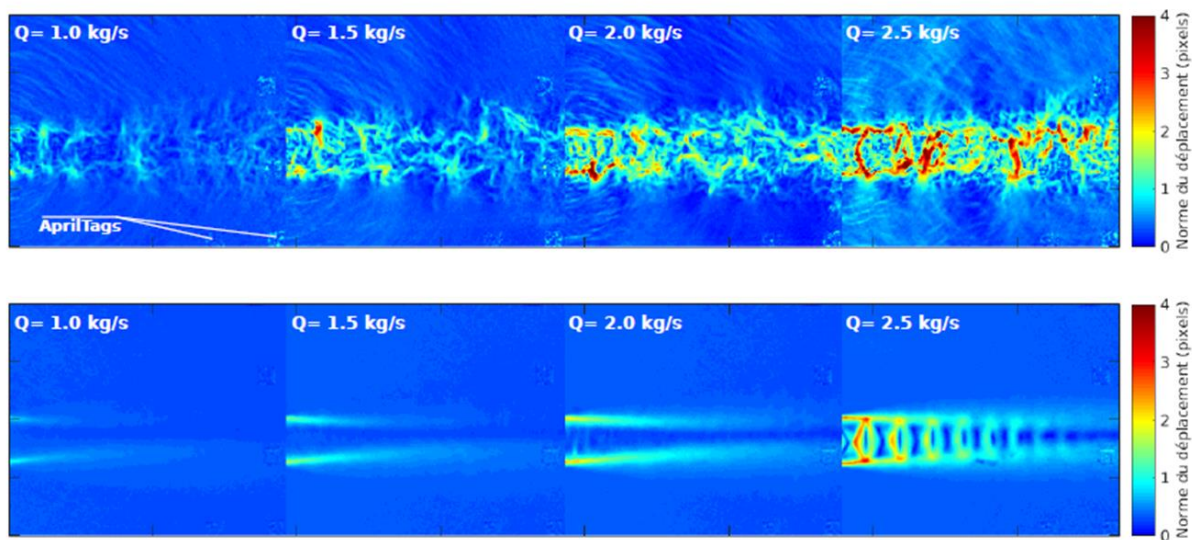 Q= 1.0 kg/s
Q= 1.5 kg/s
Q= 2.0 kg/s
Q= 2.5 kg/s
AprilTags
4
3
2
1
0
Norme du déplacement (pixels)
Q= 1.0 kg/s
Q= 1.5 kg/s
Q= 2.0 kg/s
Q= 2.5 kg/s
4
3
2
1
0
Norme du déplacement (pixels)